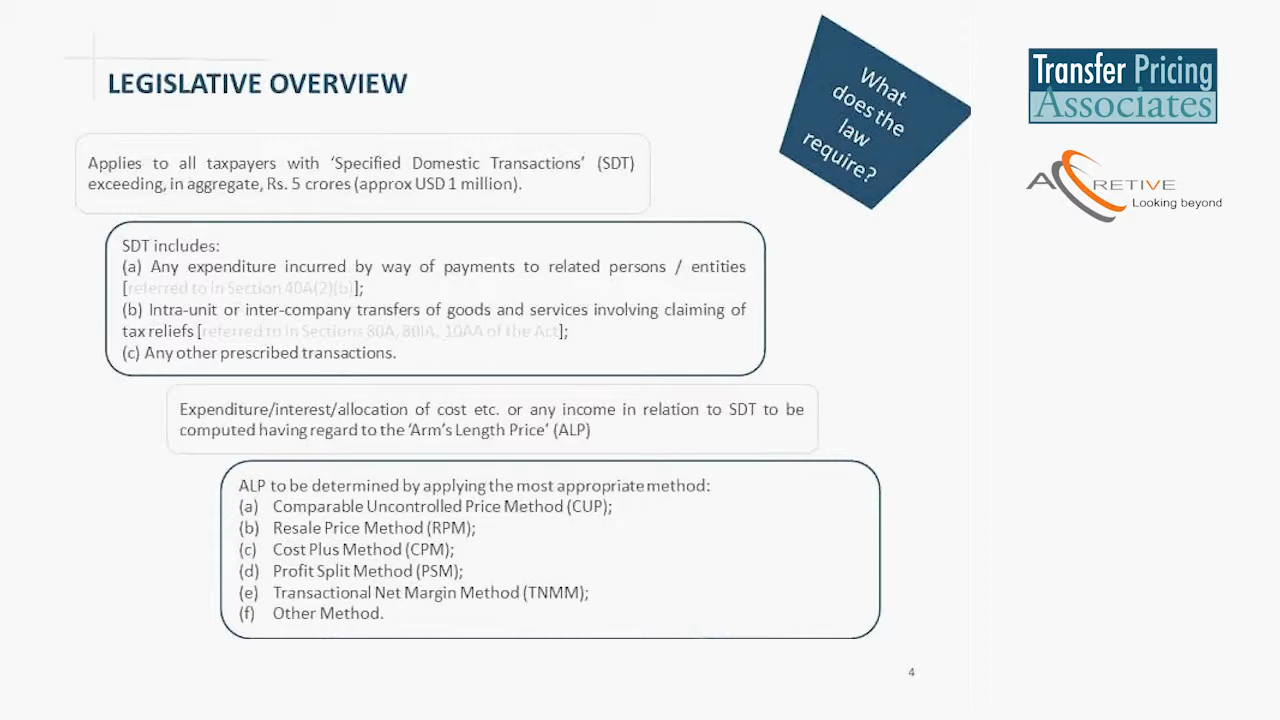 LEGISLATIVE OVERVIEW
What
does the
law
require?
Transfer Pricing
Associates
ACCRETIVE
Looking beyond
Applies to all taxpayers with ‘Specified Domestic Transactions’ (SDT)
exceeding, in aggregate, Rs. 5 crores (approx USD 1 million).
SDT includes:
(a) Any expenditure incurred by way of payments to related persons / entities
[referred to in Section 40A(2)(b)];
(b) Intra-unit or inter-company transfers of goods and services involving claiming of
tax reliefs [referred to in Sections 80A, 80IA, 10AA of the Act];
(c) Any other prescribed transactions.
Expenditure/interest/allocation of cost etc. or any income in relation to SDT to be
computed having regard to the ‘Arm’s Length Price’ (ALP)
ALP to be determined by applying the most appropriate method:
(a) Comparable Uncontrolled Price Method (CUP);
(b) Resale Price Method (RPM);
(c) Cost Plus Method (CPM);
(d) Profit Split Method (PSM);
(e) Transactional Net Margin Method (TNMM);
(f) Other Method.
4